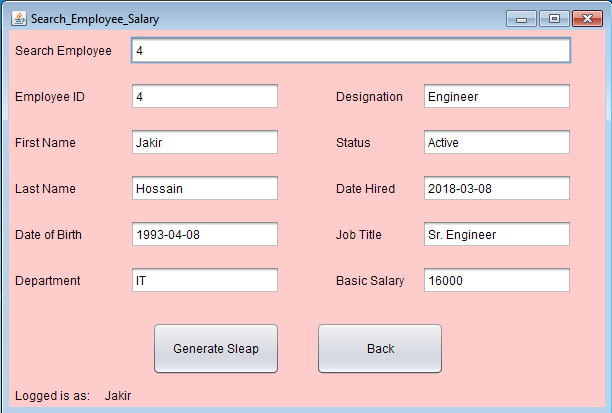 Search_Employee_Salary
Search Employee 4
Employee ID 4 Designation Engineer
First Name Jakir Status Active
Last Name Hossain Date Hired 2018-03-08
Date of Birth 1993-04-08 Job Title Sr. Engineer
Department IT Basic Salary 16000
Generate Sleap Back
Logged is as: Jakir